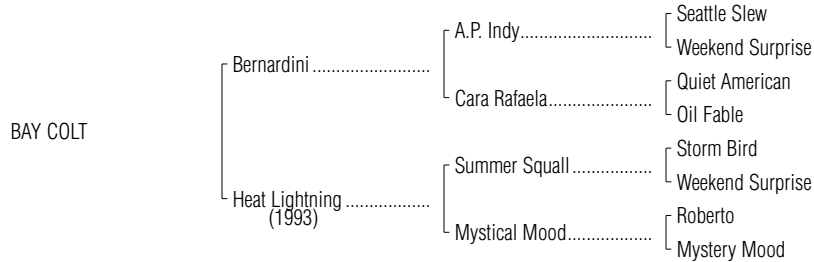 Seattle Slew
A.P. Indy
Weekend Surprise
Bernardini
Quiet American
Cara Rafaela
Oil Fable
BAY COLT
Storm Bird
Summer Squall
Weekend Surprise
Heat Lightning
(1993)
Roberto
Mystical Mood
Mystery Mood